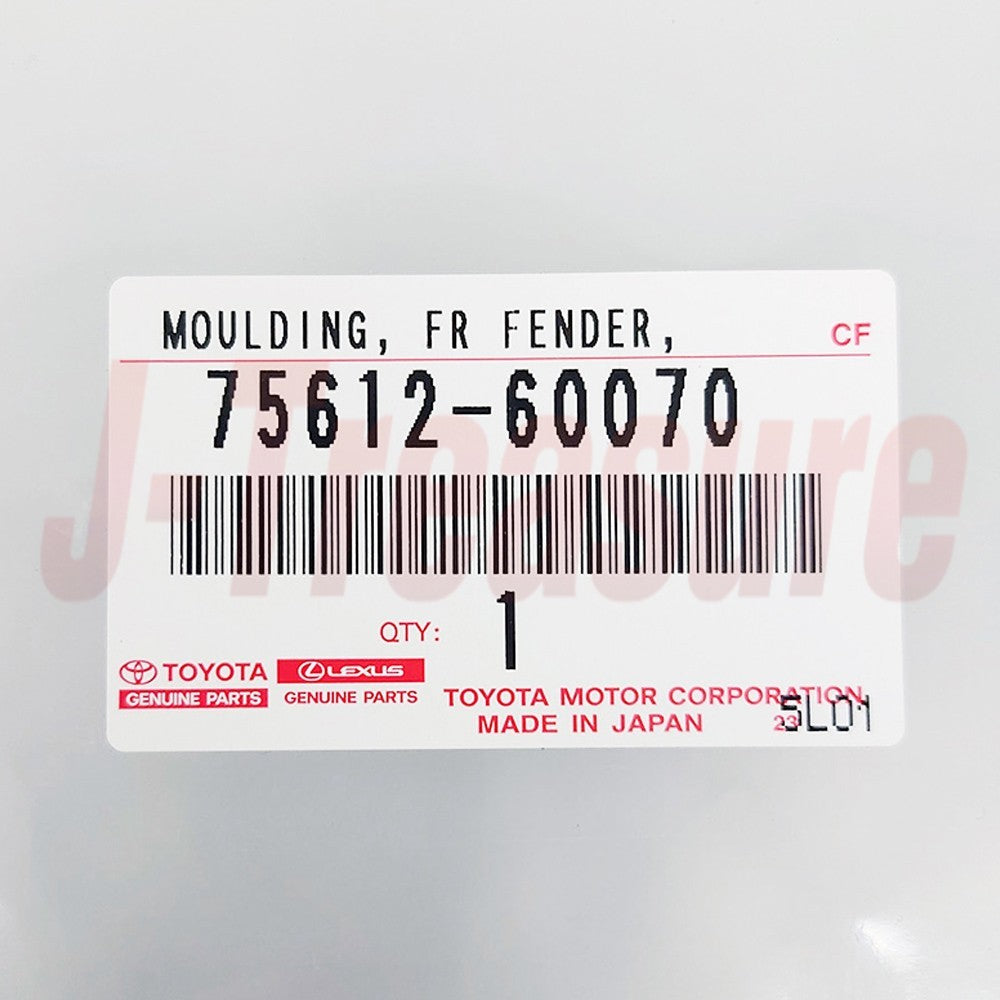 MOULDING, FR FENDER,
CF
75612-60070
J-Treasure
QTY: 1
TOYOTA LEXUS
GENUINE PARTS GENUINE PARTS
TOYOTA MOTOR CORPORATION
MADE IN JAPAN 23
SL01